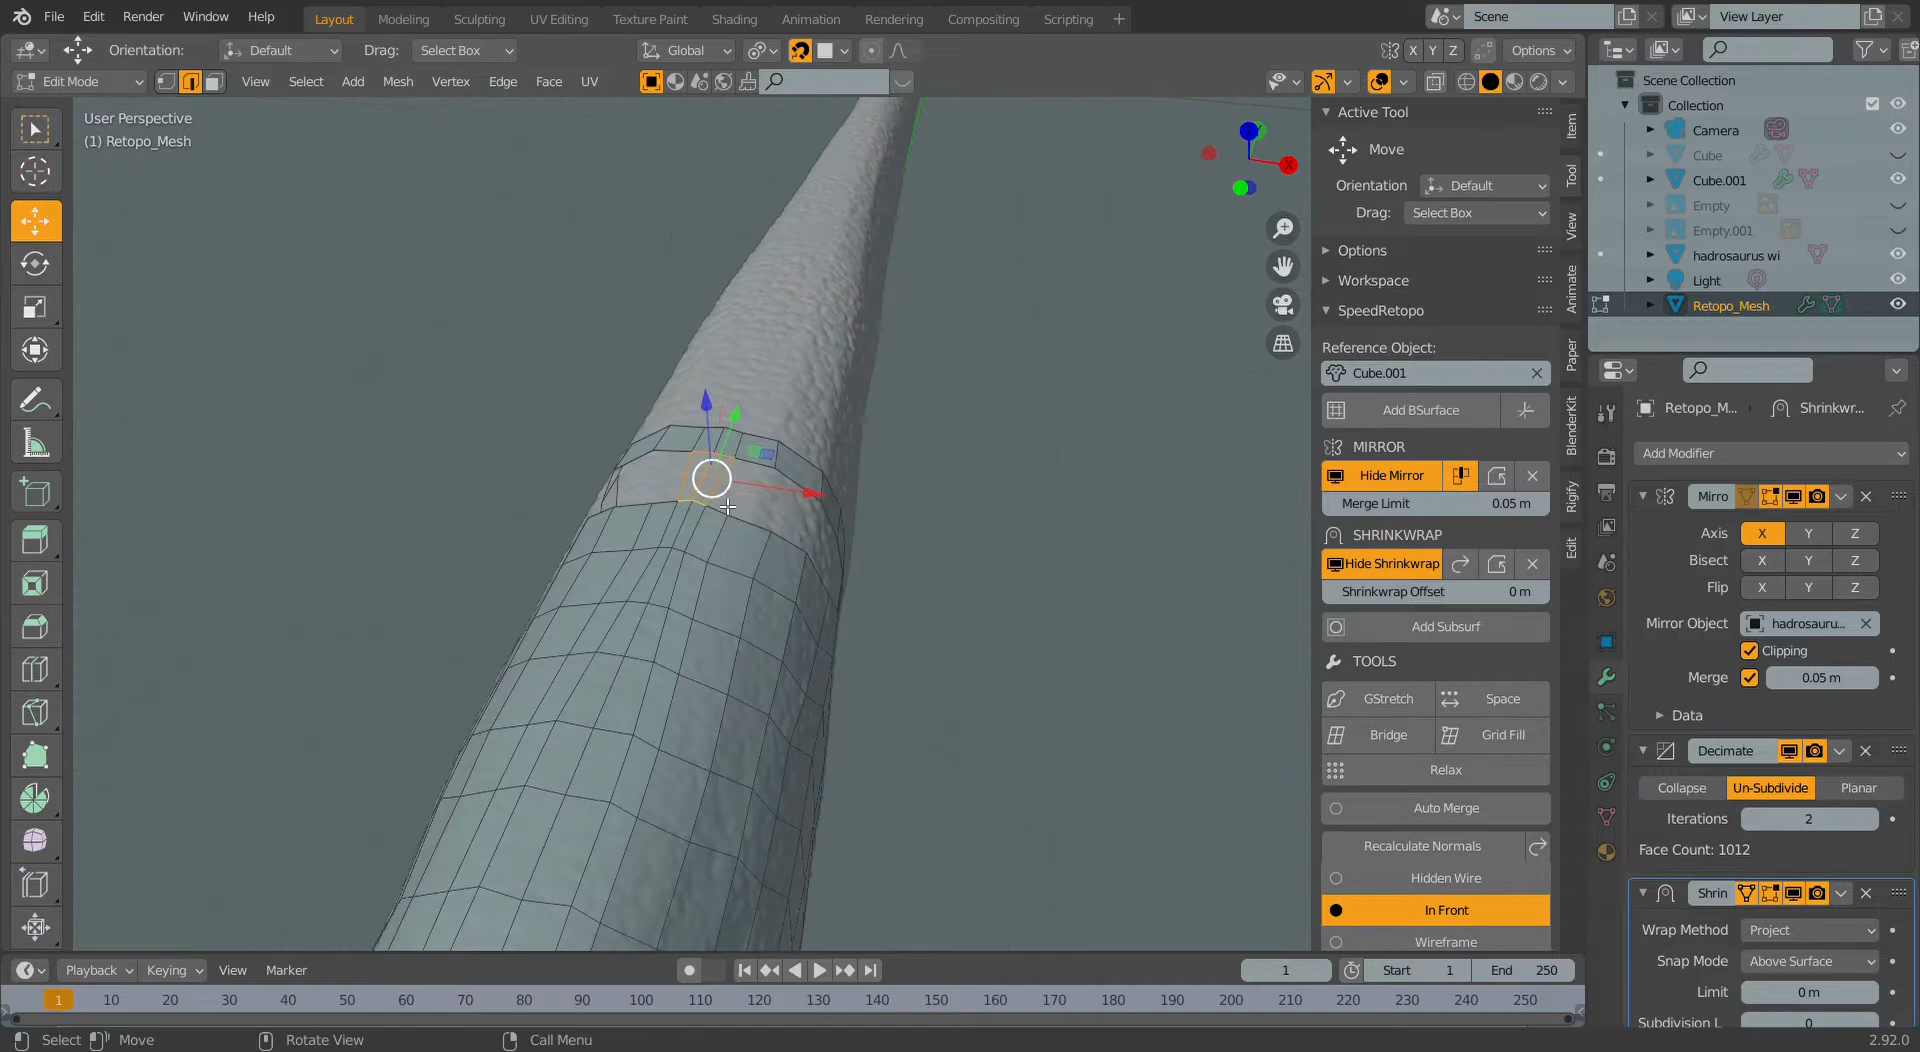 File Edit Render Window Help Layout Modeling Sculpting UV Editing Texture Paint Shading Animation Rendering Compositing Scripting + Scene View Layer
Orientation: Default Drag: Select Box Global X Y Z Options
Edit Mode View Select Add Mesh Vertex Edge Face UV
User Perspective
(1) Retopo_Mesh
Active Tool
Move
Orientation Default
Drag: Select Box
Options
Workspace
SpeedRetopo
Reference Object:
Cube.001
Add BSurface
MIRROR
Hide Mirror
Merge Limit 0.05 m
SHRINKWRAP
Hide Shrinkwrap
Shrinkwrap Offset 0 m
Add Subsurf
TOOLS
GStretch Space
Bridge Grid Fill
Relax
Auto Merge
Recalculate Normals
Hidden Wire
In Front
Wireframe
Item
Tool
View
Animate
Paper
BlenderKit
Rigify
Edit
Scene Collection
Collection
Camera
Cube
Cube.001
Empty
Empty.001
hadrosaurus wi
Light
Retopo_Mesh
Retopo_M... Shrinkwr...
Add Modifier
Mirro
Axis X Y Z
Bisect X Y Z
Flip X Y Z
Mirror Object hadrosauru...
Clipping
Merge 0.05 m
Data
Decimate
Collapse Un-Subdivide Planar
Iterations 2
Face Count: 1012
Shrin
Wrap Method Project
Snap Mode Above Surface
Limit 0 m
Subdivision L 0
Playback Keying View Marker 1 Start 1 End 250
1 10 20 30 40 50 60 70 80 90 100 110 120 130 140 150 160 170 180 190 200 210 220 230 240 250
Select Move Rotate View Call Menu 2.92.0